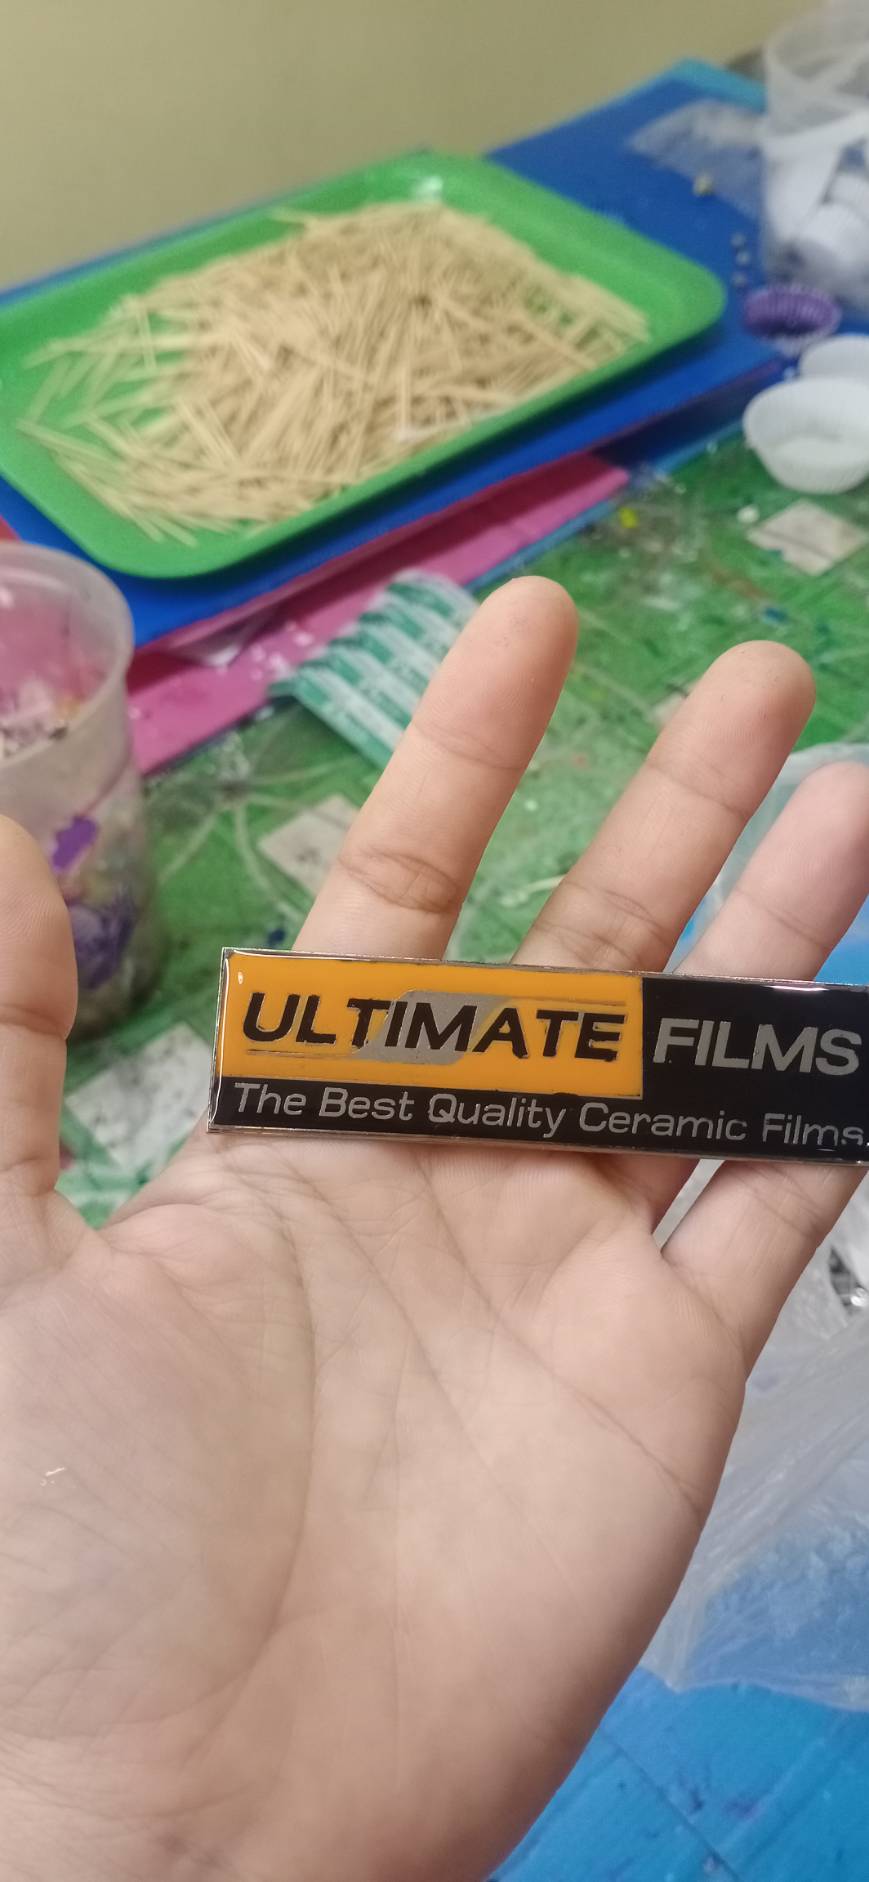 ULTIMATE FILMS
The Best Quality Ceramic Films.